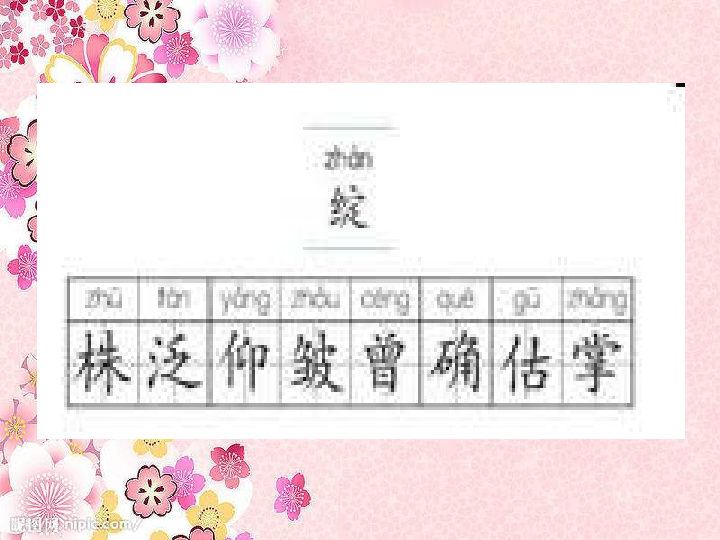 zhàn
绽
zhū fàn yǎng zhòu céng què gū zhǎng
株 泛 仰 皱 曾 确 估 掌
昵图网 nipic.com/